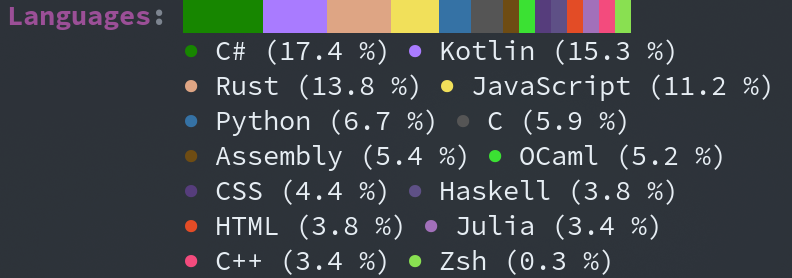 Languages:
● C# (17.4 %) ● Kotlin (15.3 %)
● Rust (13.8 %) ● JavaScript (11.2 %)
● Python (6.7 %) ● C (5.9 %)
● Assembly (5.4 %) ● OCaml (5.2 %)
● CSS (4.4 %) ● Haskell (3.8 %)
● HTML (3.8 %) ● Julia (3.4 %)
● C++ (3.4 %) ● Zsh (0.3 %)